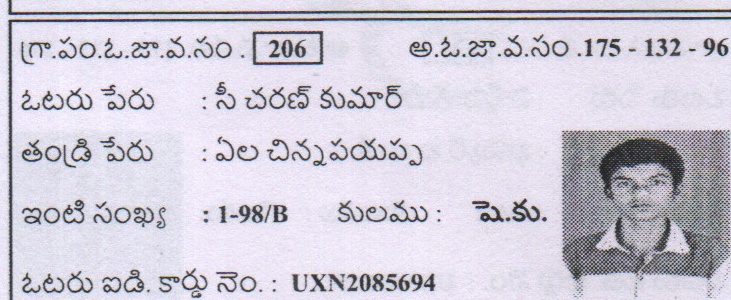 గ్రా.పం.ఓ.జా.వ.సం. 206 అ.ఓ.జా.వ.సం.175 - 132 - 96
ఓటరు పేరు : సీ చరణ్ కుమార్
తండ్రి పేరు : ఏల చిన్నపయప్ప
ఇంటి సంఖ్య : 1-98/B కులము : షె.కు.
ఓటరు ఐడి. కార్డు నెం. : UXN2085694